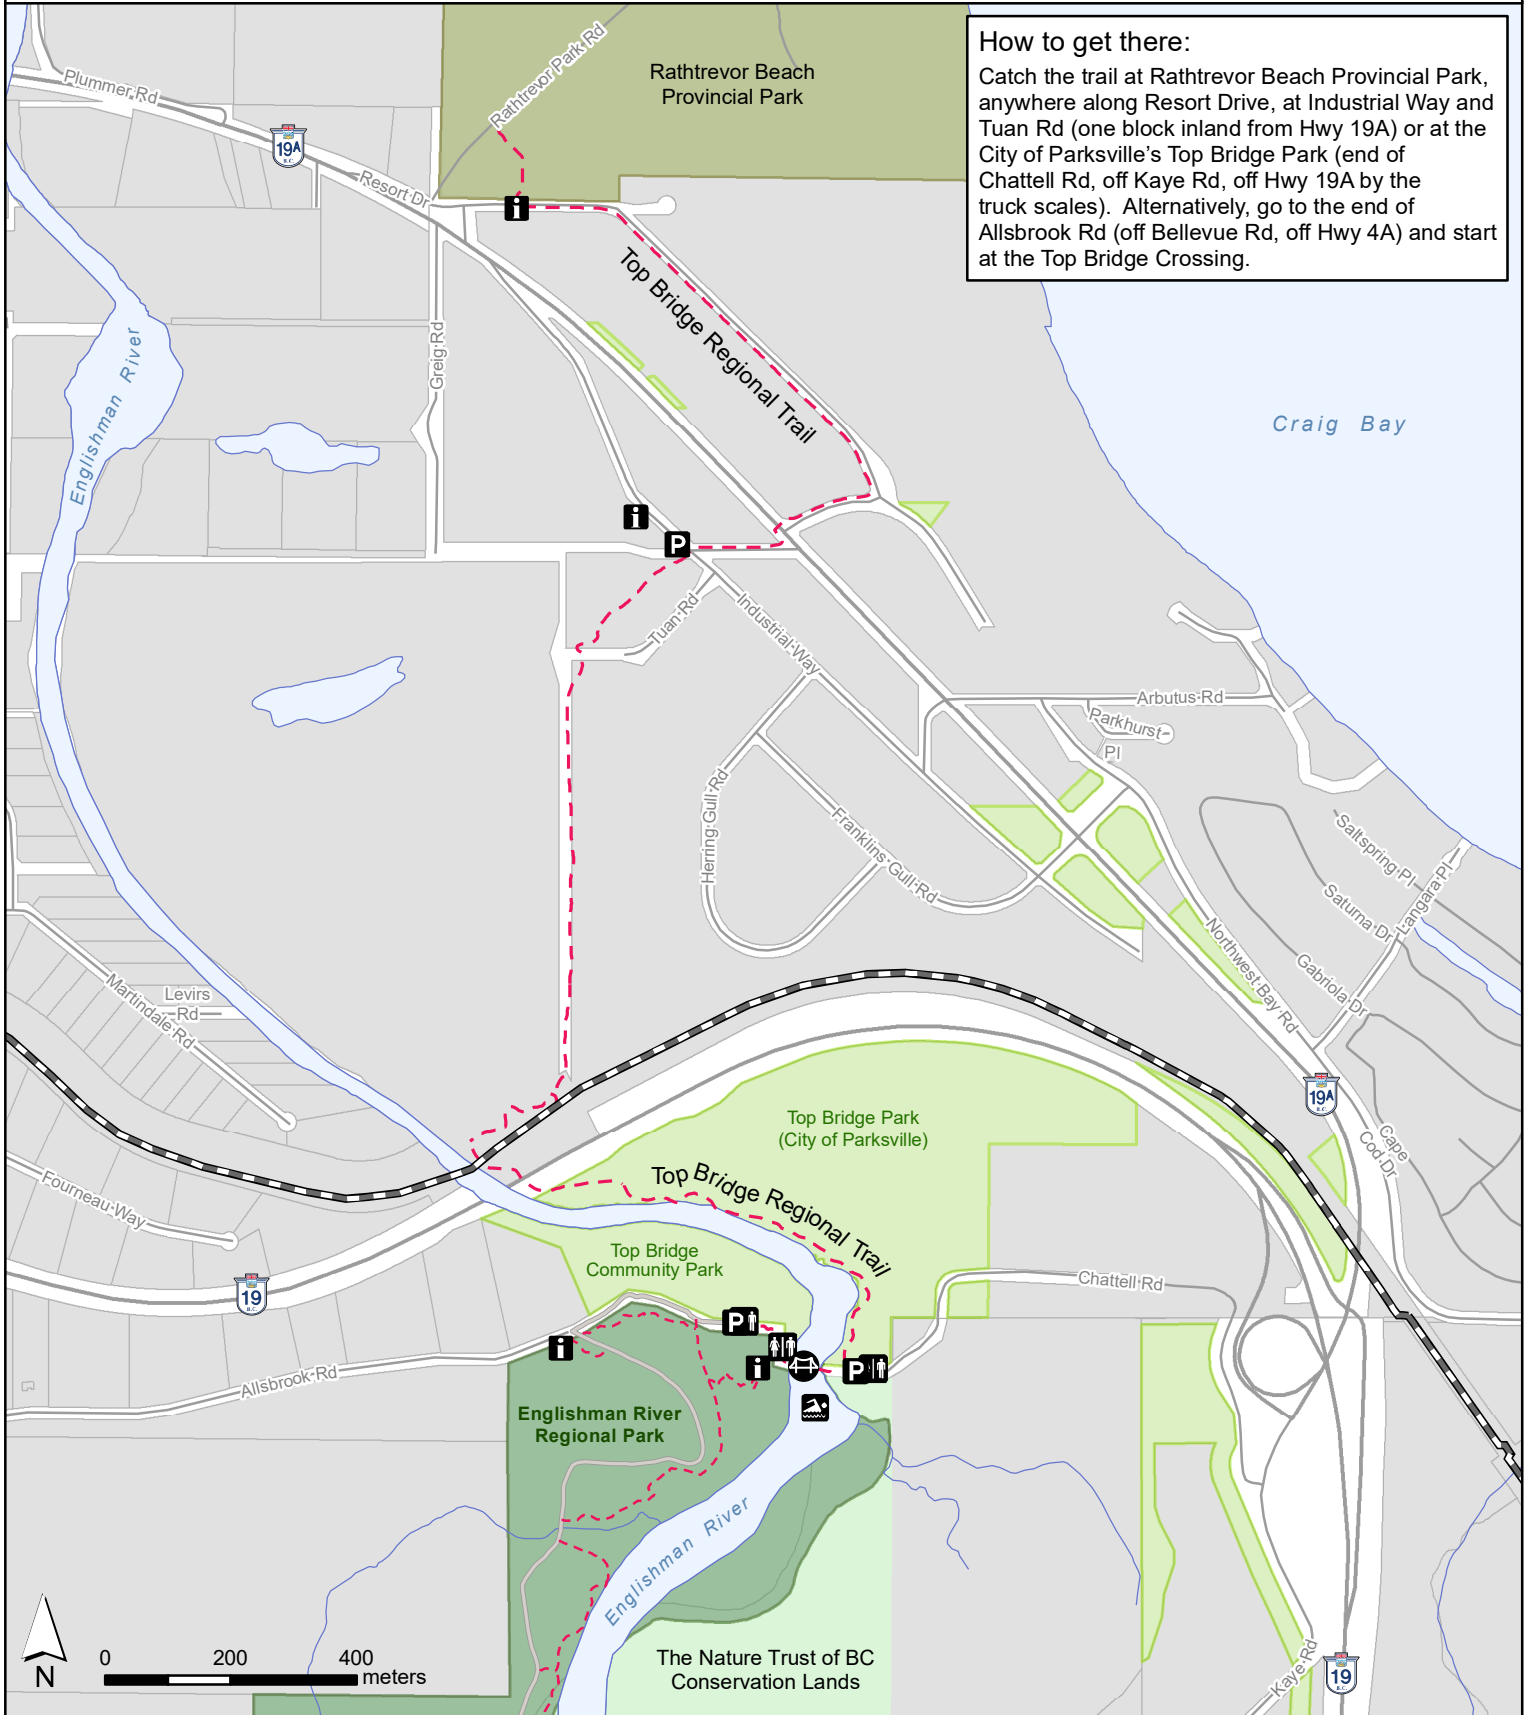 How to get there:
Catch the trail at Rathtrevor Beach Provincial Park,
anywhere along Resort Drive, at Industrial Way and
Tuan Rd (one block inland from Hwy 19A) or at the
City of Parksville's Top Bridge Park (end of
Chattell Rd, off Kaye Rd, off Hwy 19A by the
truck scales).  Alternatively, go to the end of
Allsbrook Rd (off Bellevue Rd, off Hwy 4A) and start
at the Top Bridge Crossing.
Rathtrevor Park Rd
Rathtrevor Beach
Provincial Park
Plummer Rd
19A
B.C.
Resort Dr
i
Top Bridge Regional Trail
Englishman River
Greig Rd
Craig Bay
i
P
Tuan Rd
Industrial Way
Arbutus Rd
Parkhurst
Pl
Herring Gull Rd
Franklins Gull Rd
Saltspring Pl
Langara Pl
Saturna Dr
Gabriola Dr
Northwest Bay Rd
Martindale Rd
Levirs
Rd
19A
B.C.
Cape
Cod Dr
Top Bridge Park
(City of Parksville)
Top Bridge Regional Trail
Fourneau Way
19
B.C.
Top Bridge
Community Park
Chattell Rd
P
i
i
P
Allsbrook Rd
Englishman River
Regional Park
Englishman River
The Nature Trust of BC
Conservation Lands
Kaye Rd
19
B.C.
N
0 200 400
meters